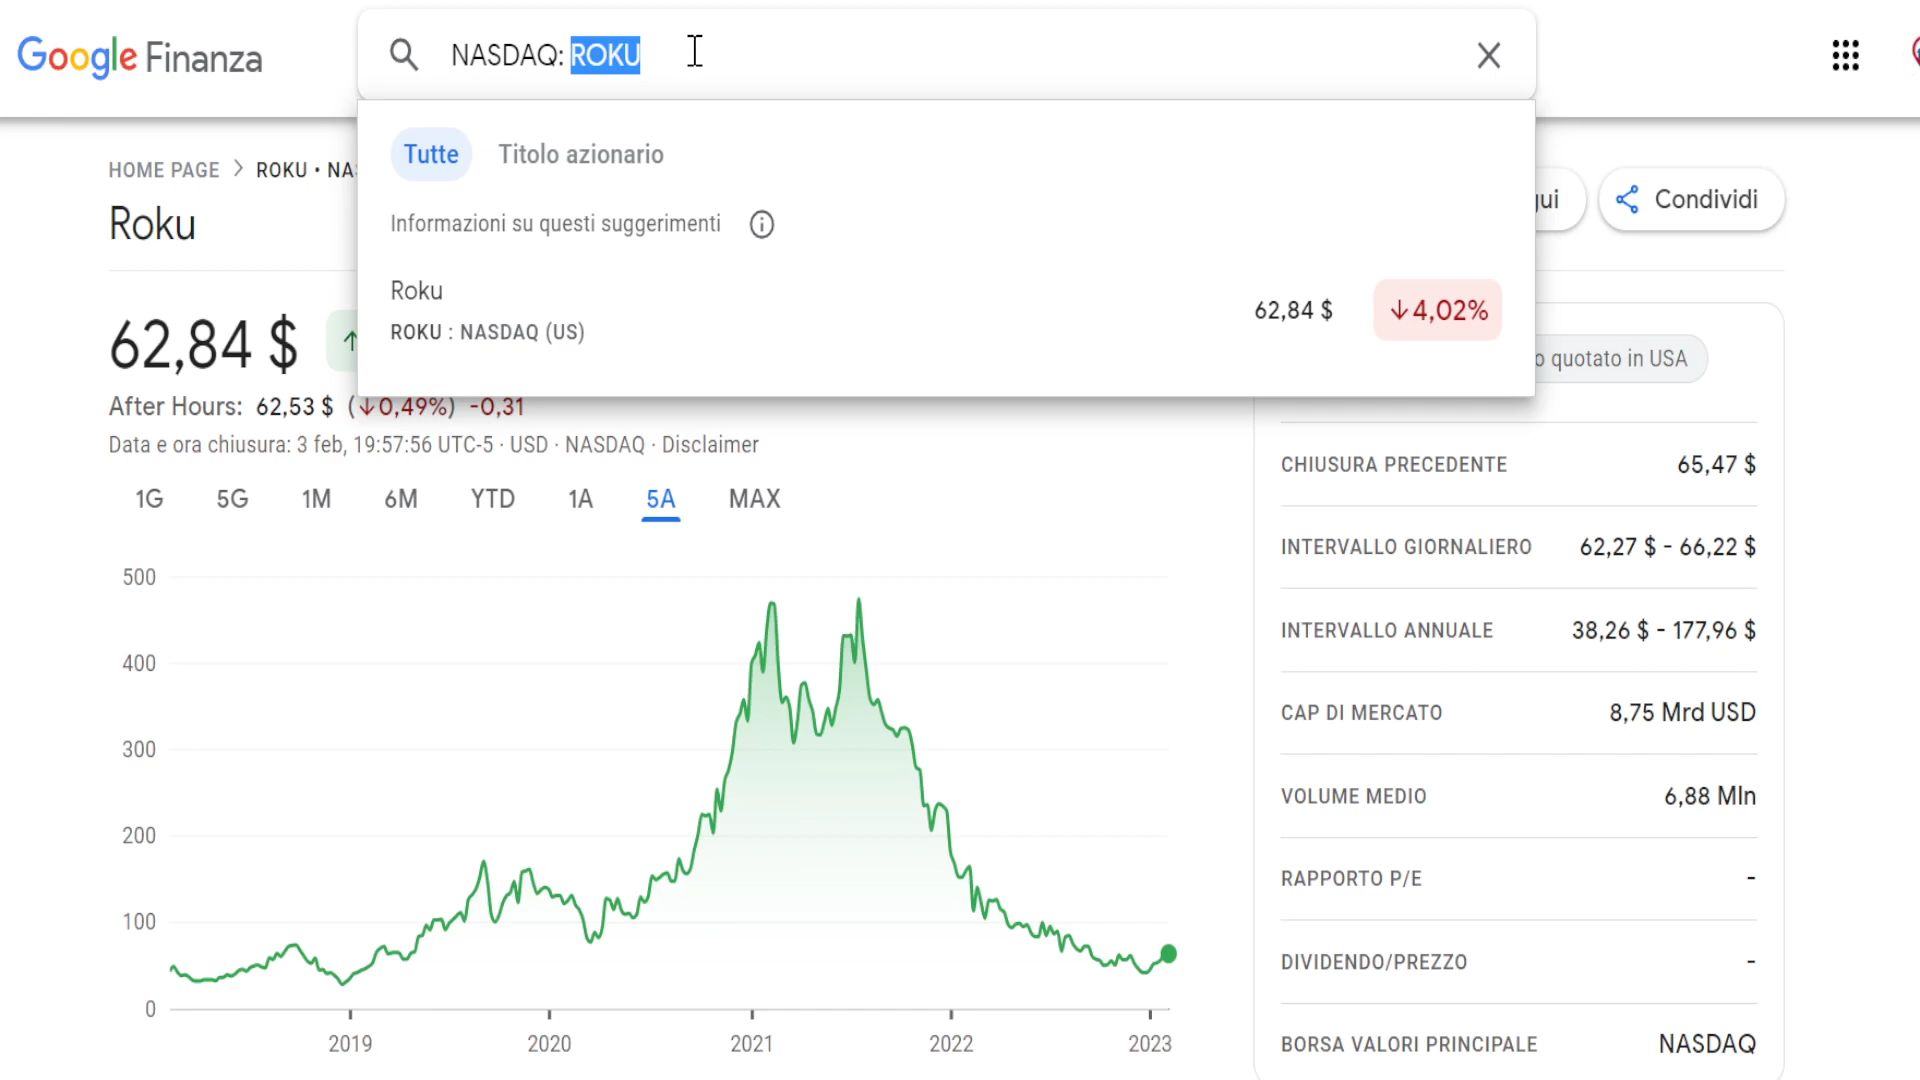 Google Finanza
NASDAQ: ROKU
Tutte Titolo azionario
Informazioni su questi suggerimenti
Roku
ROKU : NASDAQ (US)
62,84 $ ↓4,02%
HOME PAGE > ROKU •
Roku
Condividi
62,84 $ ↑
After Hours: 62,53 $ (↓0,49%) -0,31
Data e ora chiusura: 3 feb, 19:57:56 UTC-5 · USD · NASDAQ · Disclaimer
1G 5G 1M 6M YTD 1A 5A MAX
500
400
300
200
100
0
2019 2020 2021 2022 2023
quotato in USA
CHIUSURA PRECEDENTE 65,47 $
INTERVALLO GIORNALIERO 62,27 $ - 66,22 $
INTERVALLO ANNUALE 38,26 $ - 177,96 $
CAP DI MERCATO 8,75 Mrd USD
VOLUME MEDIO 6,88 Mln
RAPPORTO P/E -
DIVIDENDO/PREZZO -
BORSA VALORI PRINCIPALE NASDAQ